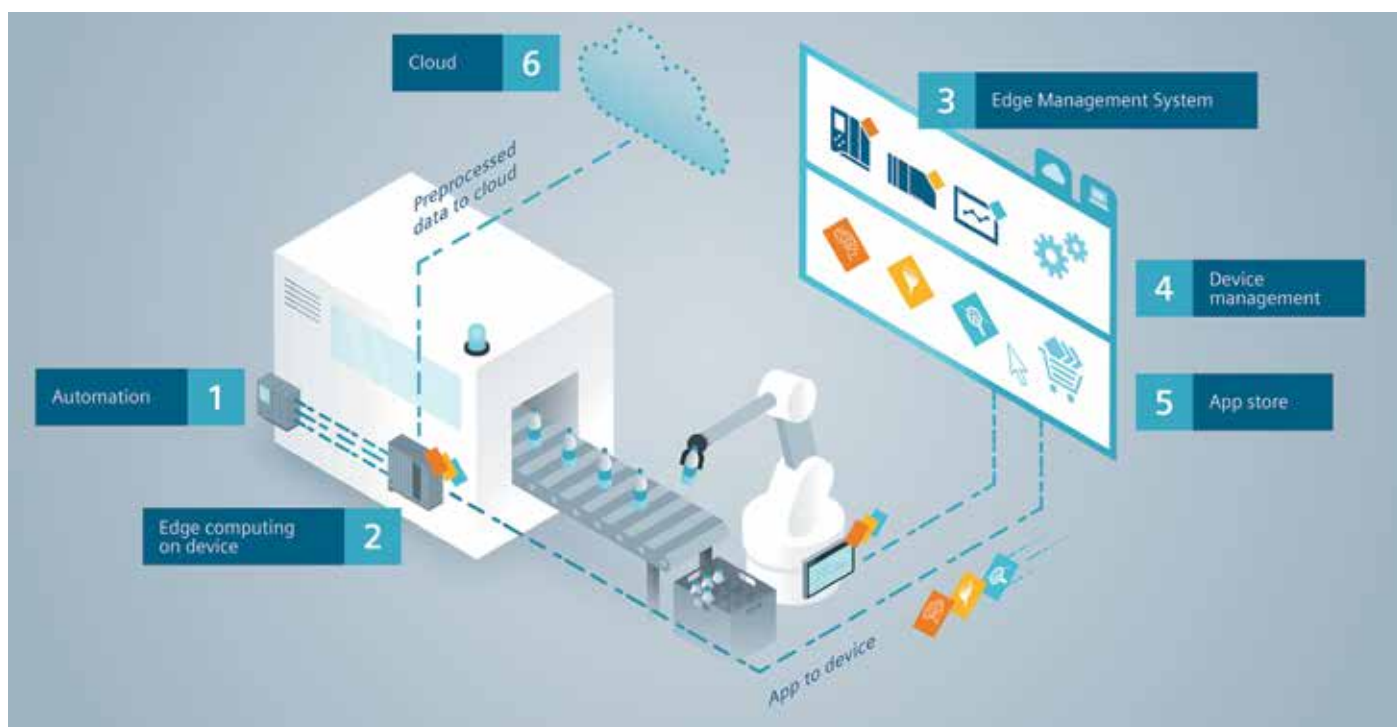 Cloud
6
3
Edge Management System
Preprocessed
data to cloud
4
Device
management
Automation
1
5
App store
Edge computing
on device
2
App to device